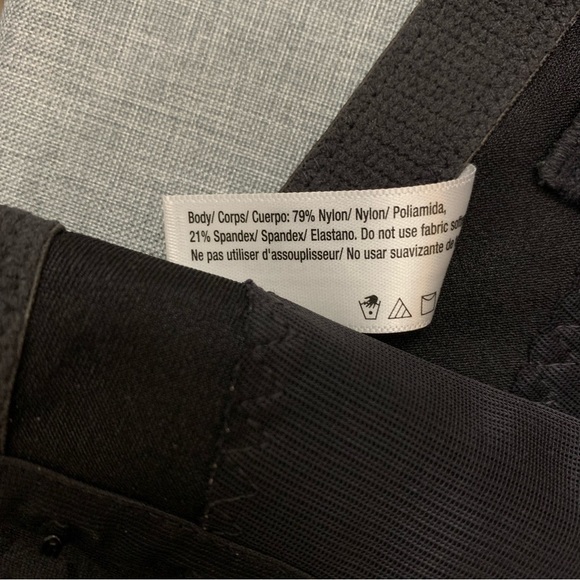 Body/ Corps/ Cuerpo: 79% Nylon/ Nylon/ Poliamida,
21% Spandex/ Spandex/ Elastano. Do not use fabric
Ne pas utiliser d'assouplisseur/ No usar suavizante de